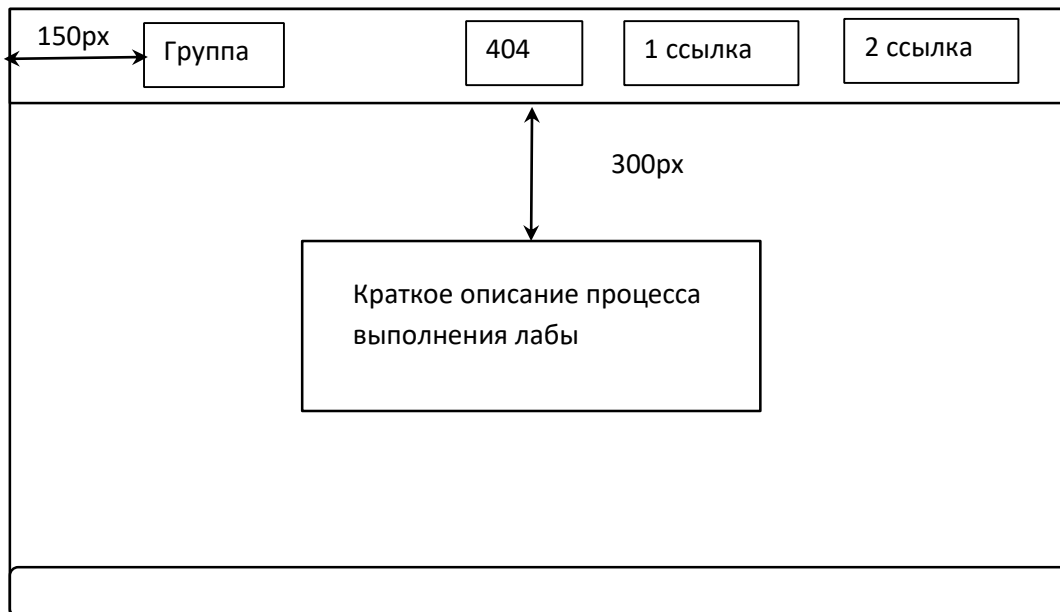 150px
Группа
404
1 ссылка
2 ссылка
300px
Краткое описание процесса
выполнения лабы